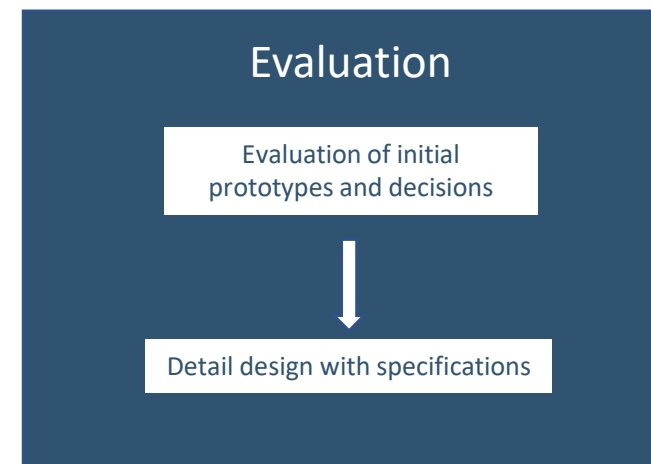 Evaluation
Evaluation of initial
prototypes and decisions
Detail design with specifications